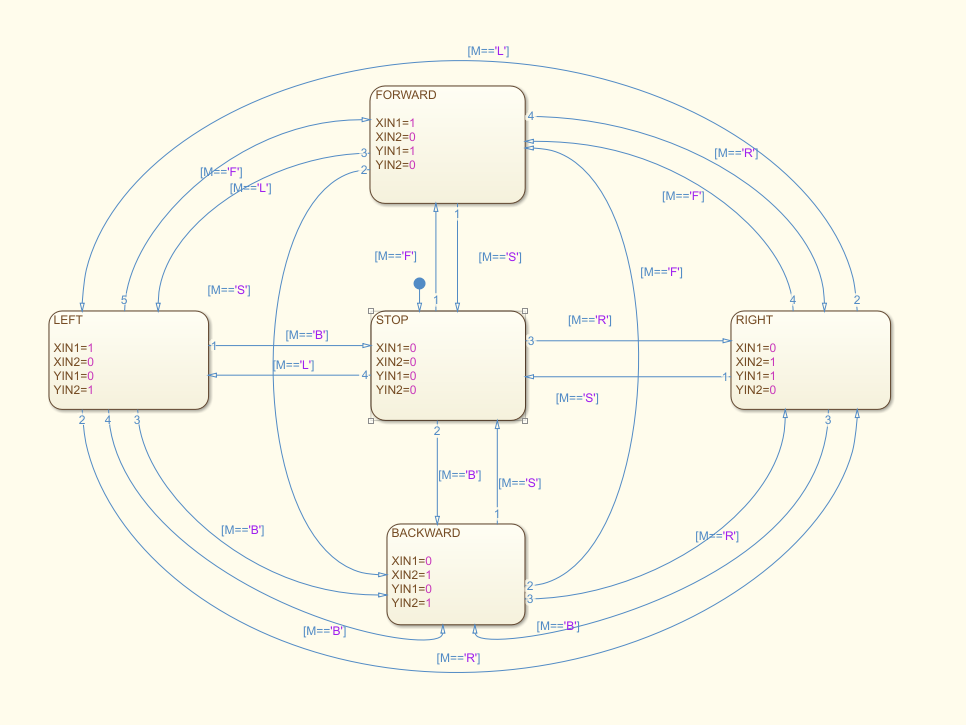 [M=='L']
FORWARD
XIN1=1
XIN2=0
YIN1=1
YIN2=0
4
3
2
1
[M=='R']
[M=='F']
[M=='L']
[M=='F']
[M=='F']
[M=='S']
[M=='F']
[M=='S']
5
1
4
2
LEFT
XIN1=1
XIN2=0
YIN1=0
YIN2=1
1
[M=='B']
[M=='L']
4
STOP
XIN1=0
XIN2=0
YIN1=0
YIN2=0
3
[M=='R']
1
[M=='S']
RIGHT
XIN1=0
XIN2=1
YIN1=1
YIN2=0
2
4
3
2
3
[M=='B']
[M=='S']
1
[M=='B']
[M=='R']
BACKWARD
XIN1=0
XIN2=1
YIN1=0
YIN2=1
2
3
[M=='B']
[M=='B']
[M=='R']